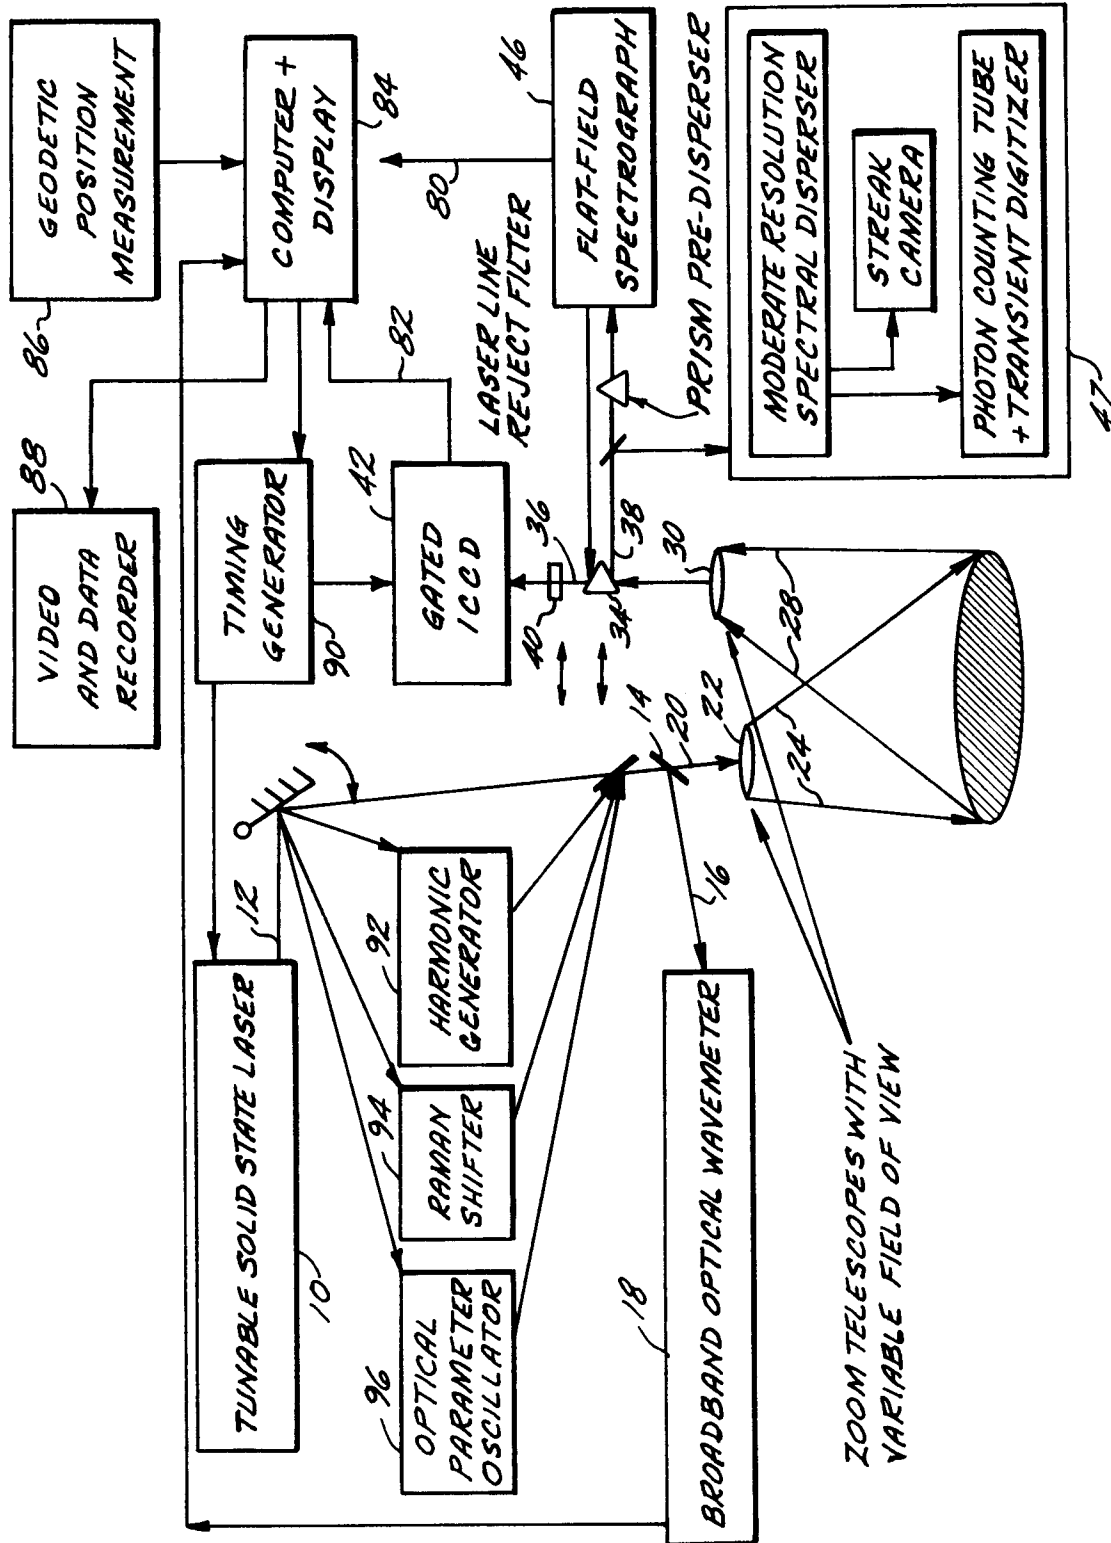 VIDEO
AND DATA
RECORDER
88
GEODETIC
POSITION
MEASUREMENT
86
TUNABLE SOLID STATE LASER
10
12
TIMING
GENERATOR
90
COMPUTER +
DISPLAY
84
82
96
OPTICAL
PARAMETER
OSCILLATOR
94
RAMAN
SHIFTER
92
HARMONIC
GENERATOR
GATED
ICCD
42
80
LASER LINE
REJECT FILTER
40
36
34
38
FLAT-FIELD
SPECTROGRAPH
46
PRISM PRE-DISPERSER
14
20
16
18
BROADBAND OPTICAL WAVEMETER
22
30
24
28
MODERATE RESOLUTION
SPECTRAL DISPERSER
STREAK
CAMERA
PHOTON COUNTING TUBE
+TRANSIENT DIGITIZER
47
ZOOM TELESCOPES WITH
VARIABLE FIELD OF VIEW